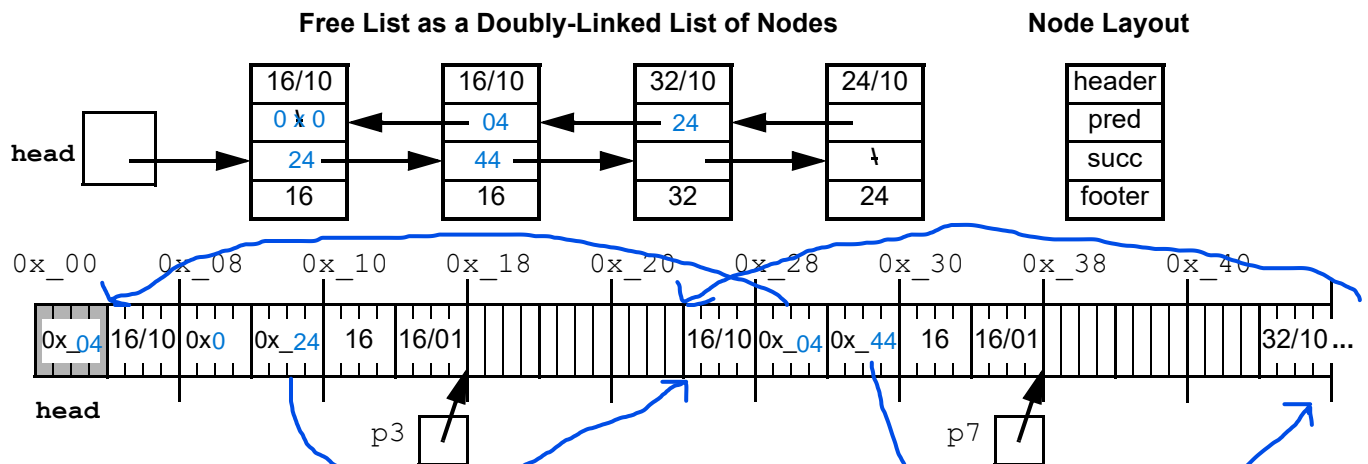 Free List as a Doubly-Linked List of Nodes Node Layout
16/10 16/10 32/10 24/10 header
0x0 04 24 pred
head 24 44 succ
16 16 32 24 footer
0x_00 0x_08 0x_10 0x_18 0x_20 0x_28 0x_30 0x_38 0x_40
0x_04 16/10 0x0 0x_24 16 16/01 16/10 0x_04 0x_44 16 16/01 32/10 ...
head
p3 p7